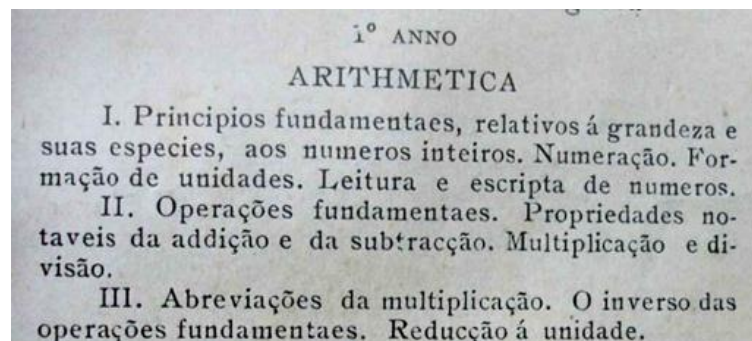 1º ANNO
ARITHMETICA
I. Principios fundamentaes, relativos á grandeza e
suas especies, aos numeros inteiros. Numeração. For-
mação de unidades. Leitura e escripta de numeros.
II. Operações fundamentaes. Propriedades no-
taveis da addição e da subtracção. Multiplicação e di-
visão.
III. Abreviações da multiplicação. O inverso das
operações fundamentaes. Reducção á unidade.